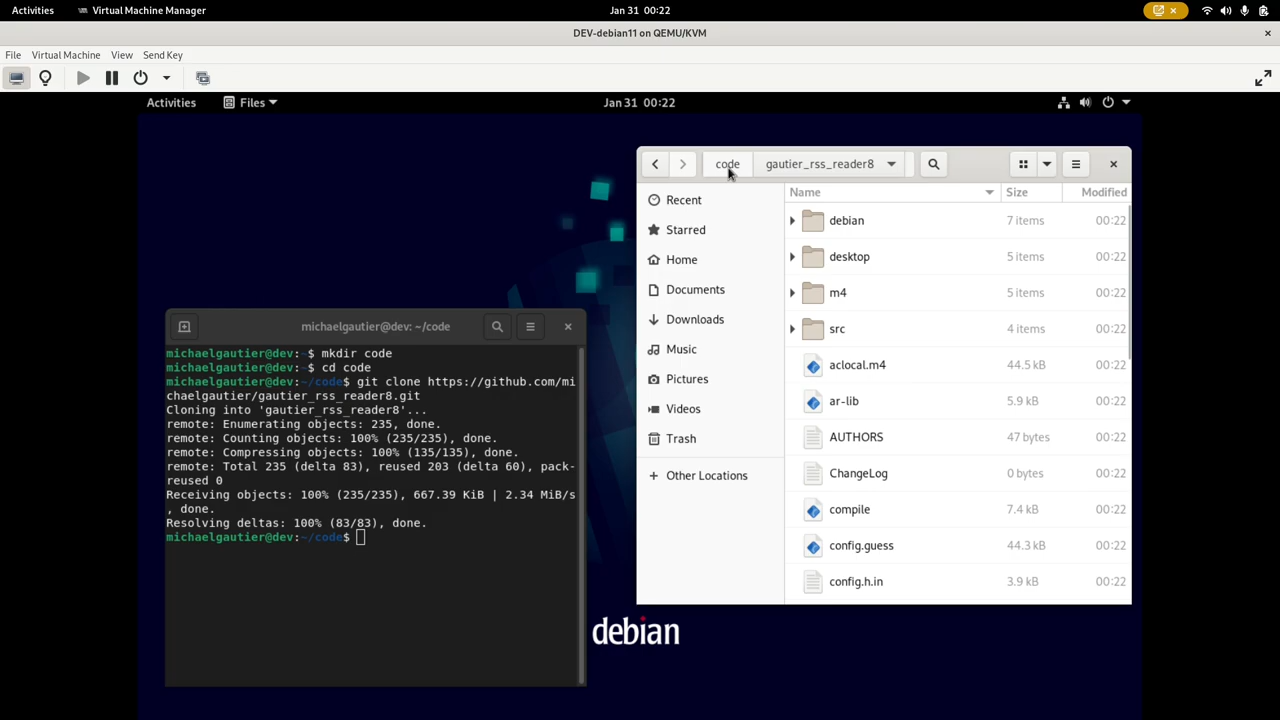 Activities Virtual Machine Manager Jan 31 00:22
DEV-debian11 on QEMU/KVM
File Virtual Machine View Send Key
Activities Files Jan 31 00:22
code gautier_rss_reader8
Name Size Modified
Recent
Starred
Home
Documents
Downloads
Music
Pictures
Videos
Trash
Other Locations
debian 7 items 00:22
desktop 5 items 00:22
m4 5 items 00:22
src 4 items 00:22
aclocal.m4 44.5 kB 00:22
ar-lib 5.9 kB 00:22
AUTHORS 47 bytes 00:22
ChangeLog 0 bytes 00:22
compile 7.4 kB 00:22
config.guess 44.3 kB 00:22
config.h.in 3.9 kB 00:22
michaelgautier@dev: ~/code
michaelgautier@dev:~$ mkdir code
michaelgautier@dev:~$ cd code
michaelgautier@dev:~/code$ git clone https://github.com/mi
chaelgautier/gautier_rss_reader8.git
Cloning into 'gautier_rss_reader8'...
remote: Enumerating objects: 235, done.
remote: Counting objects: 100% (235/235), done.
remote: Compressing objects: 100% (135/135), done.
remote: Total 235 (delta 83), reused 203 (delta 60), pack-
reused 0
Receiving objects: 100% (235/235), 667.39 KiB | 2.34 MiB/s
, done.
Resolving deltas: 100% (83/83), done.
michaelgautier@dev:~/code$
debian